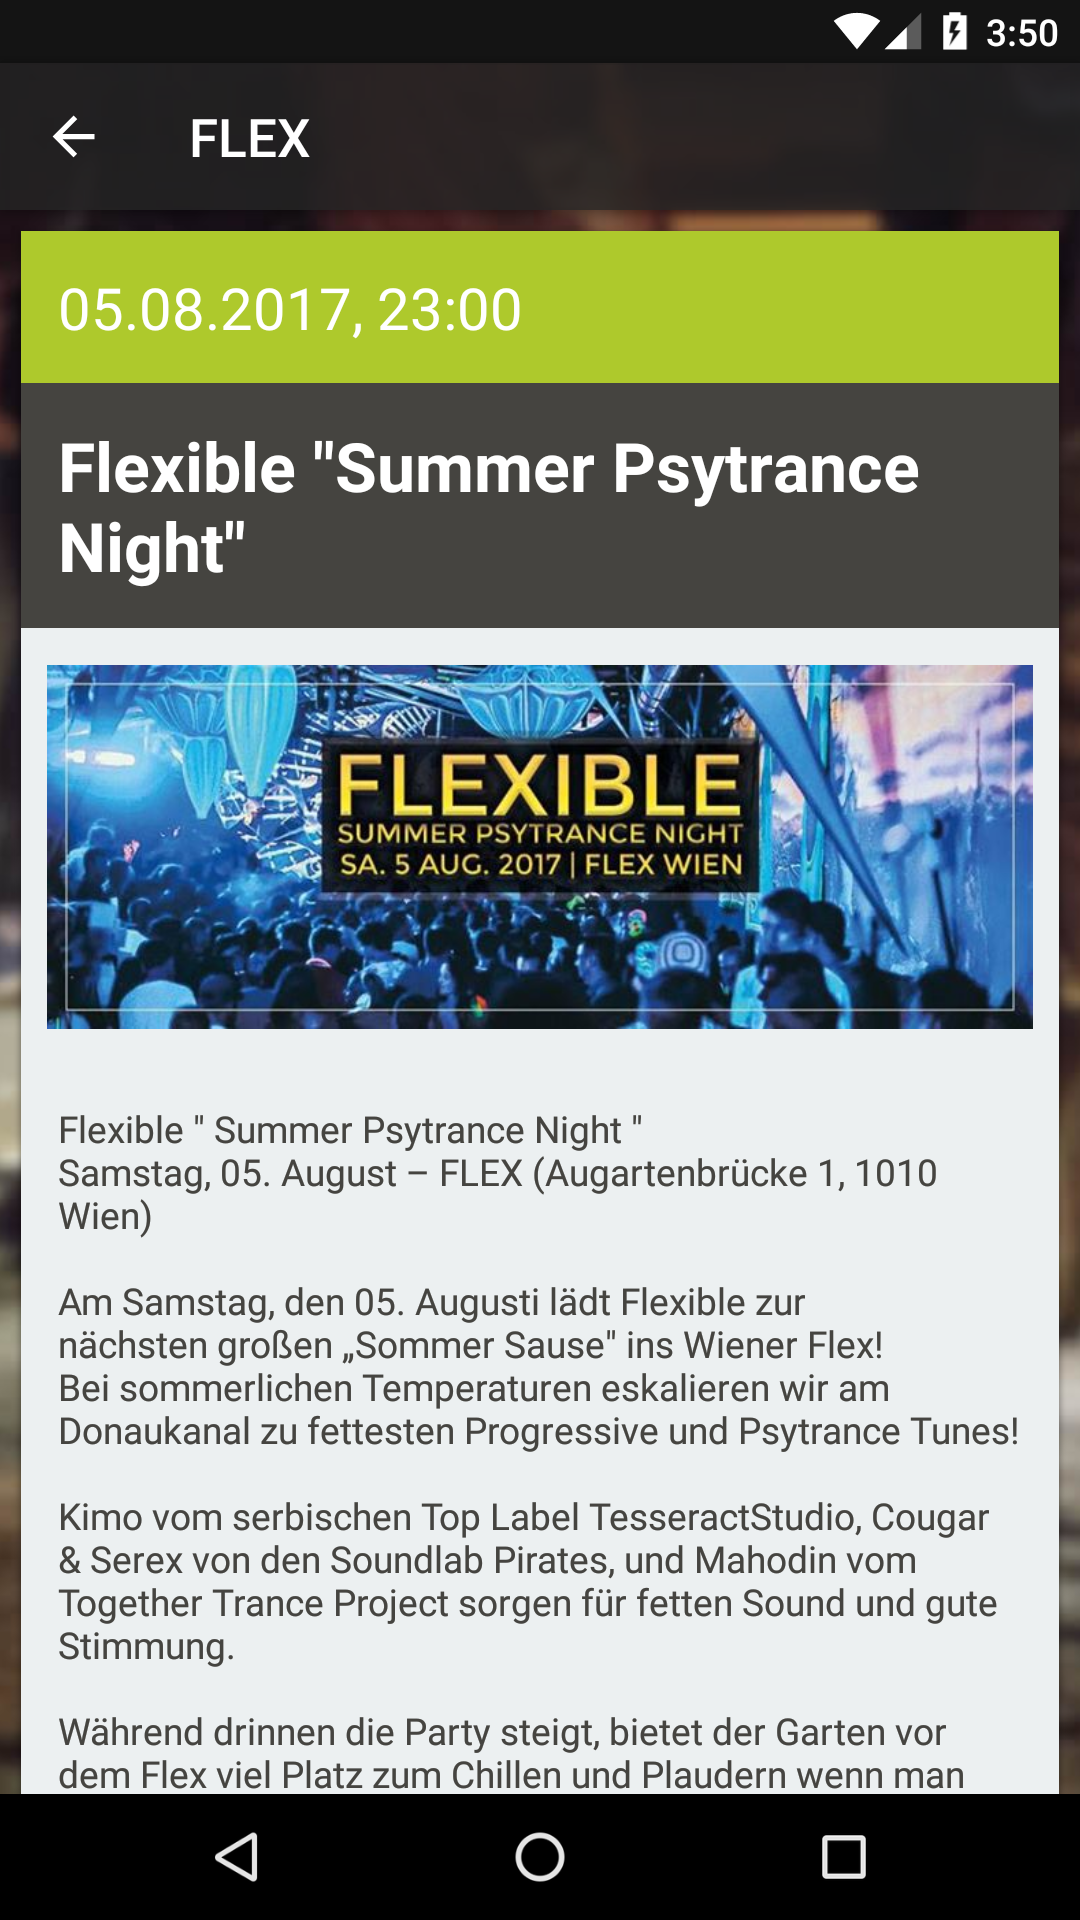 3:50
FLEX
05.08.2017, 23:00
Flexible "Summer Psytrance
Night"
FLEXIBLE
SUMMER PSYTRANCE NIGHT
SA. 5 AUG. 2017 | FLEX WIEN
Flexible " Summer Psytrance Night "
Samstag, 05. August – FLEX (Augartenbrücke 1, 1010
Wien)
Am Samstag, den 05. Augusti lädt Flexible zur
nächsten großen „Sommer Sause" ins Wiener Flex!
Bei sommerlichen Temperaturen eskalieren wir am
Donaukanal zu fettesten Progressive und Psytrance Tunes!
Kimo vom serbischen Top Label TesseractStudio, Cougar
& Serex von den Soundlab Pirates, und Mahodin vom
Together Trance Project sorgen für fetten Sound und gute
Stimmung.
Während drinnen die Party steigt, bietet der Garten vor
dem Flex viel Platz zum Chillen und Plaudern wenn man